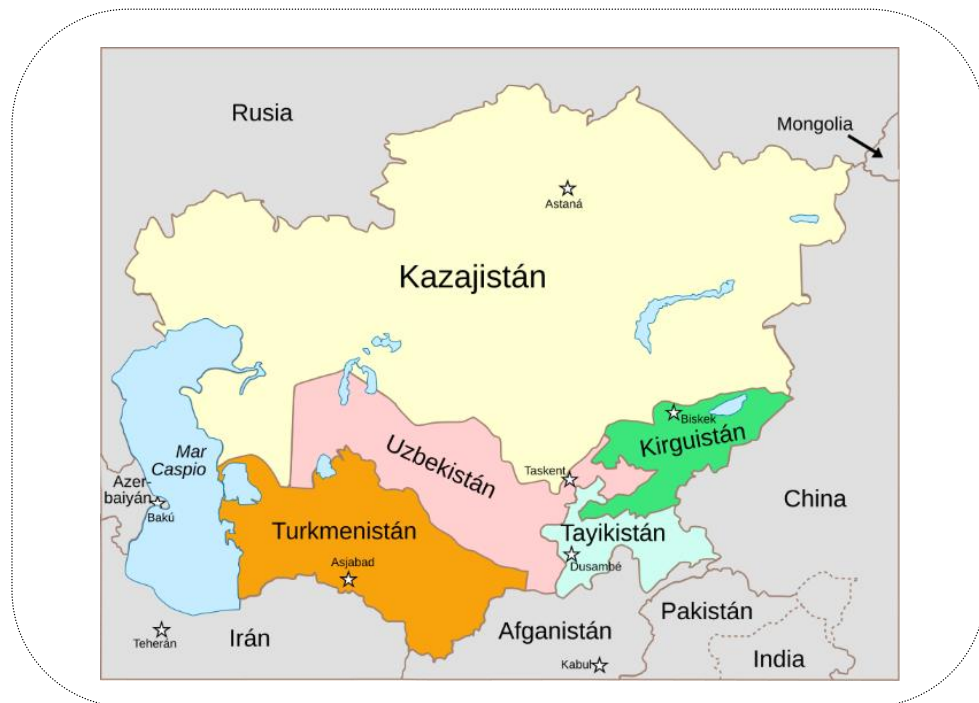 Rusia
Mongolia
Astaná
Kazajistán
Biskek
Kirguistán
Mar
Caspio
Uzbekistán
Taskent
Azer-
baiyán
Bakú
China
Turkmenistán
Tayikistán
Asjabad
Dusambé
Teherán
Irán
Afganistán
Pakistán
Kabul
India